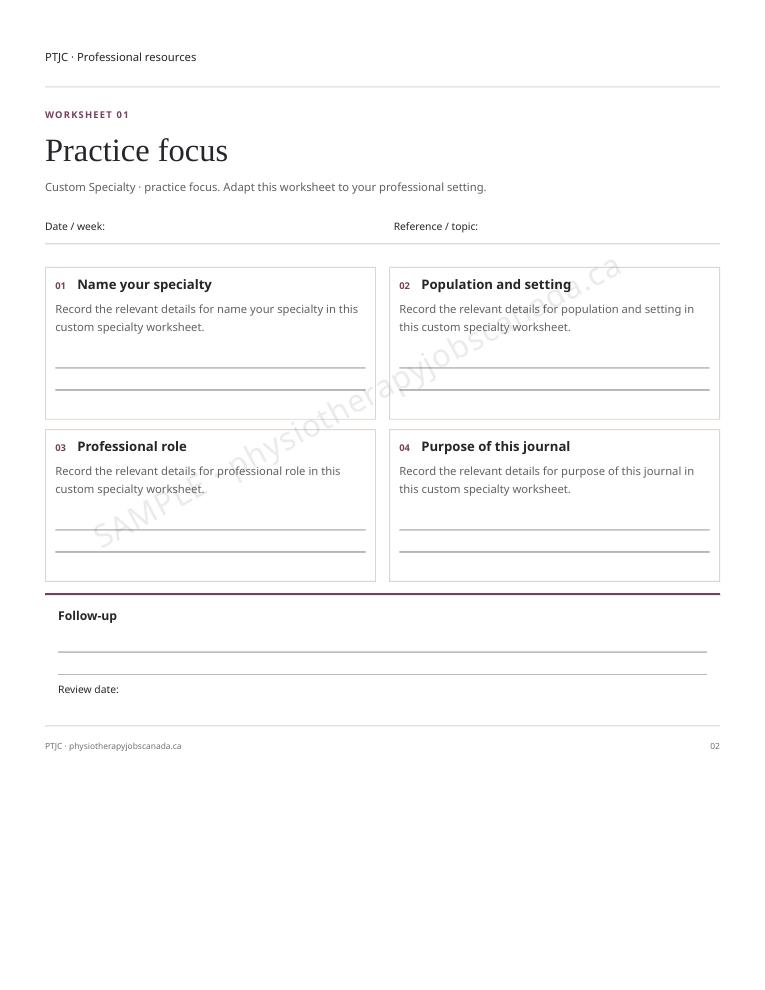 PTJC · Professional resources
WORKSHEET 01
Practice focus
Custom Specialty · practice focus. Adapt this worksheet to your professional setting.
Date / week:
Reference / topic:
01 Name your specialty
Record the relevant details for name your specialty in this
custom specialty worksheet.
02 Population and setting
Record the relevant details for population and setting in
this custom specialty worksheet.
03 Professional role
Record the relevant details for professional role in this
custom specialty worksheet.
04 Purpose of this journal
Record the relevant details for purpose of this journal in
this custom specialty worksheet.
SAMPLE · physiotherapyjobscanada.ca
Follow-up
Review date:
PTJC · physiotherapyjobscanada.ca
02